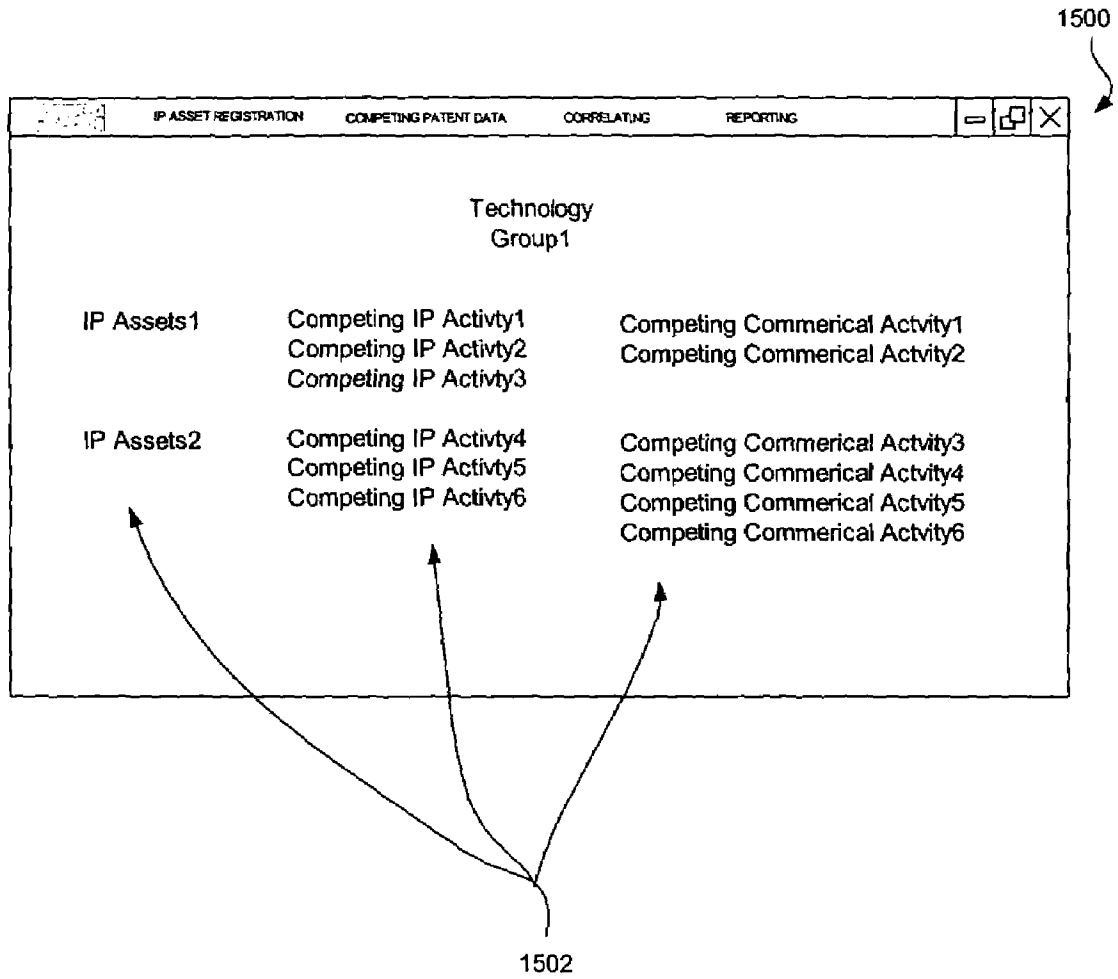 1500
IP ASSET REGISTRATION COMPETING PATENT DATA CORRELATING REPORTING
Technology
Group1
IP Assets1 Competing IP Activty1 Competing Commerical Actvity1
Competing IP Activty2 Competing Commerical Actvity2
Competing IP Activty3
IP Assets2 Competing IP Activty4 Competing Commerical Actvity3
Competing IP Activty5 Competing Commerical Actvity4
Competing IP Activty6 Competing Commerical Actvity5
Competing Commerical Actvity6
1502